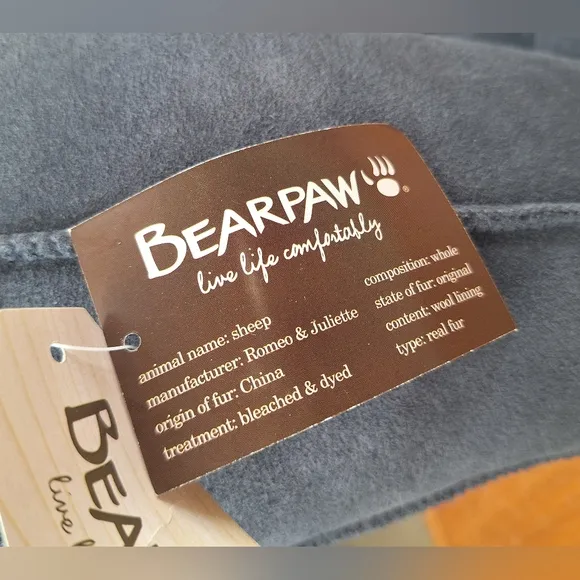 BEARPAW®
live life comfortably
animal name: sheep
manufacturer: Romeo & Juliette
origin of fur: China
treatment: bleached & dyed
composition: whole
state of fur: original
content: wool lining
type: real fur
BEA
live